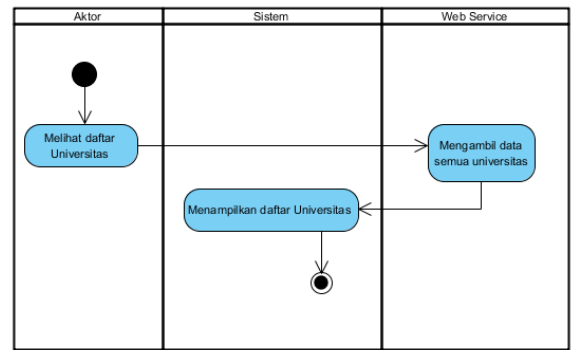 Aktor
Sistem
Web Service
Melihat daftar
Universitas
Mengambil data
semua universitas
Menampilkan daftar Universitas